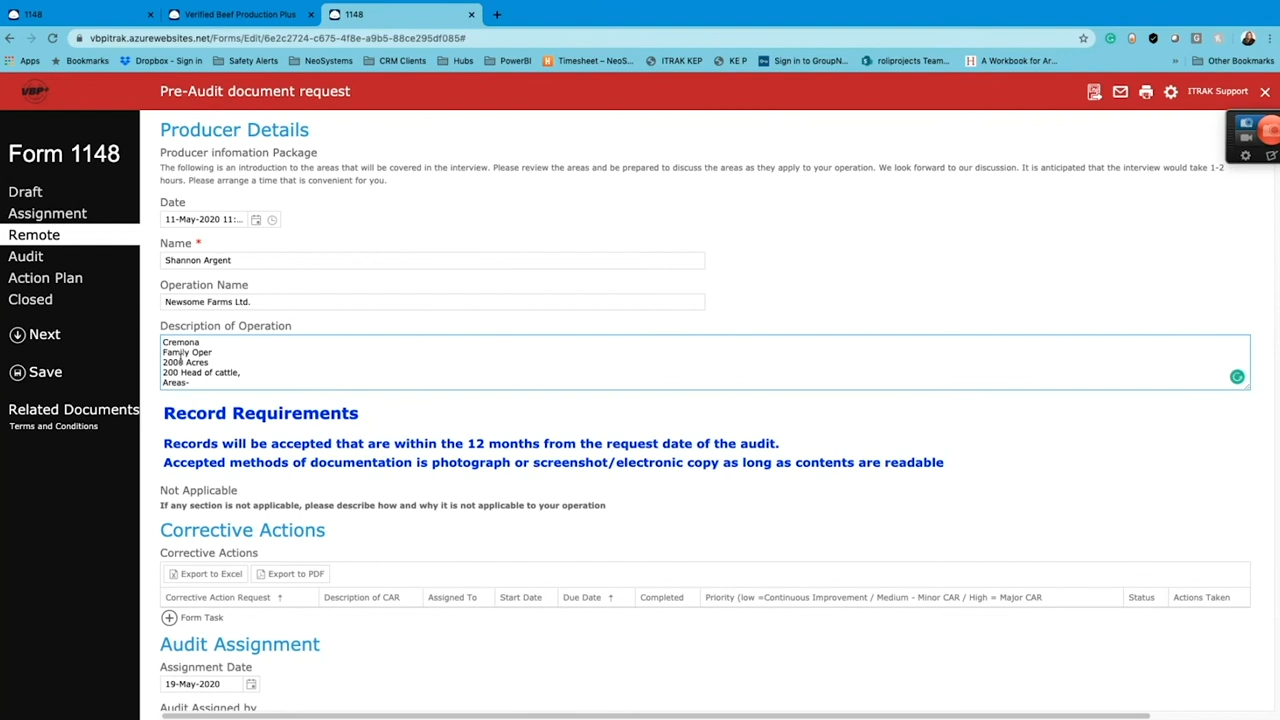 1148
Verified Beef Production Plus
1148
vbpitrak.azurewebsites.net/Forms/Edit/6e2c2724-c675-4f8e-a9b5-88ce295df085#
Apps
Bookmarks
Dropbox - Sign in
Safety Alerts
NeoSystems
CRM Clients
Hubs
PowerBI
Timesheet – NeoS...
ITRAK KEP
KE P
Sign in to GroupN...
roliprojects Team...
A Workbook for Ar...
»
Other Bookmarks
VBP+
Pre-Audit document request
ITRAK Support
Form 1148
Draft
Assignment
Remote
Audit
Action Plan
Closed
Next
Save
Related Documents
Terms and Conditions
Producer Details
Producer infomation Package
The following is an introduction to the areas that will be covered in the interview. Please review the areas and be prepared to discuss the areas as they apply to your operation. We look forward to our discussion. It is anticipated that the interview would take 1-2
hours. Please arrange a time that is convenient for you.
Date
11-May-2020 11:...
Name *
Shannon Argent
Operation Name
Newsome Farms Ltd.
Description of Operation
Cremona
Family Oper
2000 Acres
200 Head of cattle,
Areas-
Record Requirements
Records will be accepted that are within the 12 months from the request date of the audit.
Accepted methods of documentation is photograph or screenshot/electronic copy as long as contents are readable
Not Applicable
If any section is not applicable, please describe how and why it is not applicable to your operation
Corrective Actions
Corrective Actions
Export to Excel
Export to PDF
Corrective Action Request ↑
Description of CAR
Assigned To
Start Date
Due Date ↑
Completed
Priority (low =Continuous Improvement / Medium - Minor CAR / High = Major CAR
Status
Actions Taken
Form Task
Audit Assignment
Assignment Date
19-May-2020
Audit Assigned by